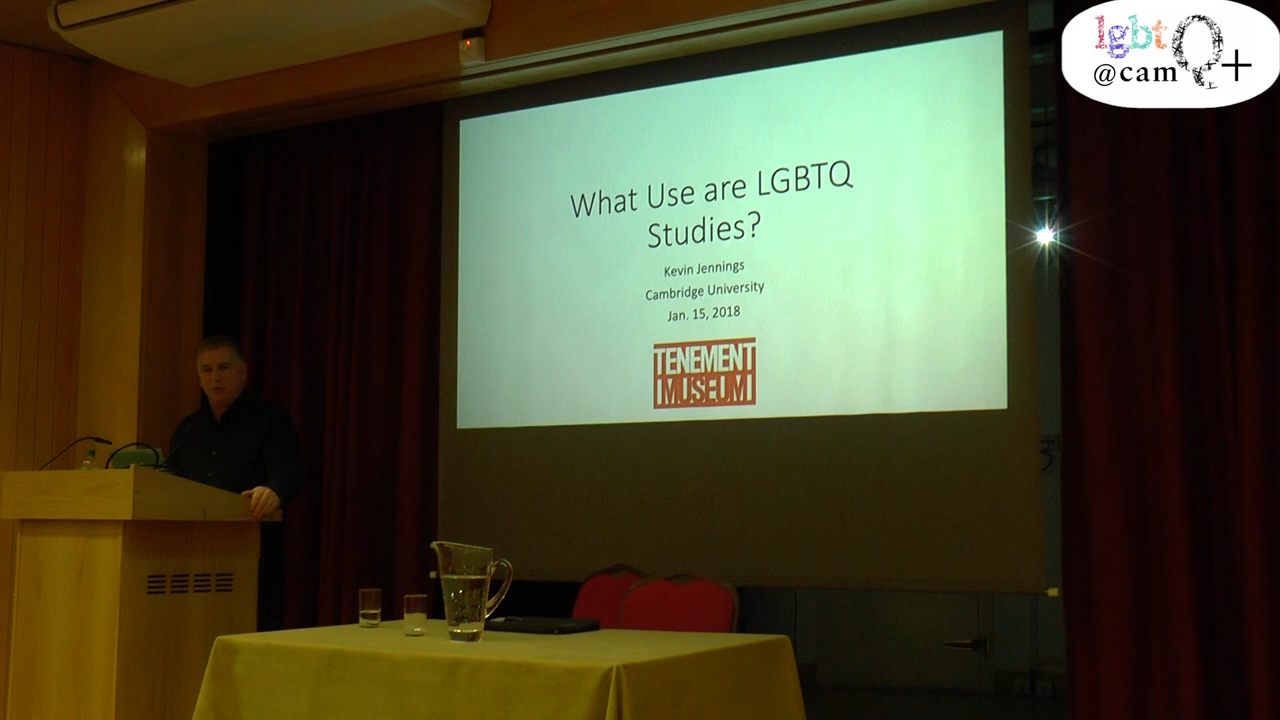 lgbtQ+
@cam
What Use are LGBTQ
Studies?
Kevin Jennings
Cambridge University
Jan. 15, 2018
TENEMENT
MUSEUM